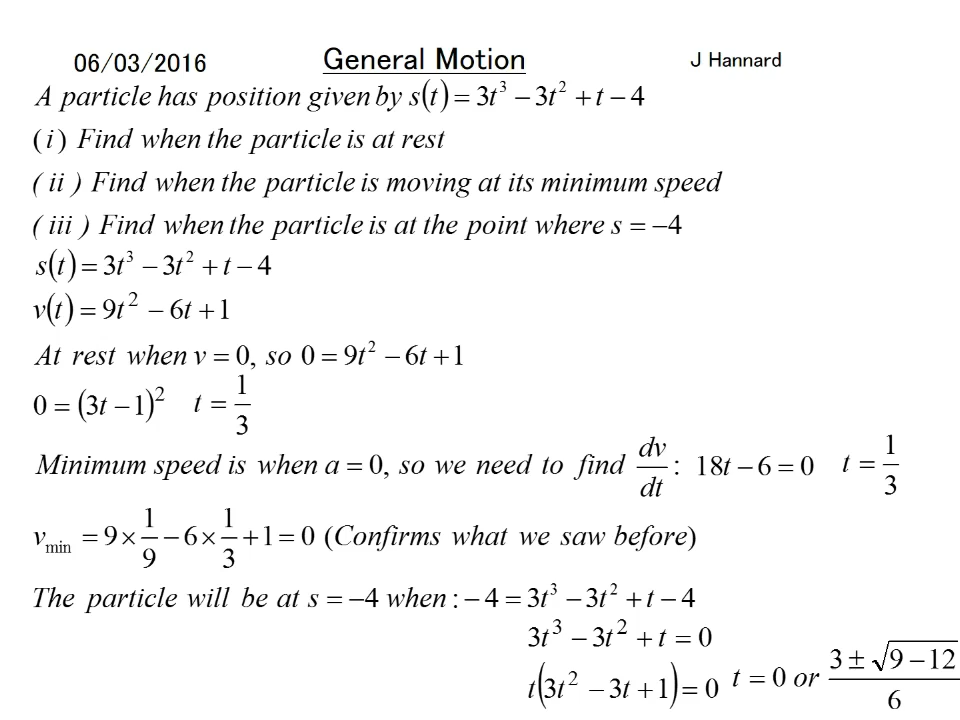 06/03/2016 General Motion J Hannard
A particle has position given by s(t) = 3t³ − 3t² + t − 4
(i) Find when the particle is at rest
( ii ) Find when the particle is moving at its minimum speed
( iii ) Find when the particle is at the point where s = −4
s(t) = 3t³ − 3t² + t − 4
v(t) = 9t² − 6t + 1
At rest when v = 0, so 0 = 9t² − 6t + 1
0 = (3t − 1)² t = 1/3
Minimum speed is when a = 0, so we need to find dv/dt : 18t − 6 = 0 t = 1/3
v_min = 9 × 1/9 − 6 × 1/3 + 1 = 0 (Confirms what we saw before)
The particle will be at s = −4 when : −4 = 3t³ − 3t² + t − 4
3t³ − 3t² + t = 0
t(3t² − 3t + 1) = 0 t = 0 or (3 ± √(9 − 12))/6